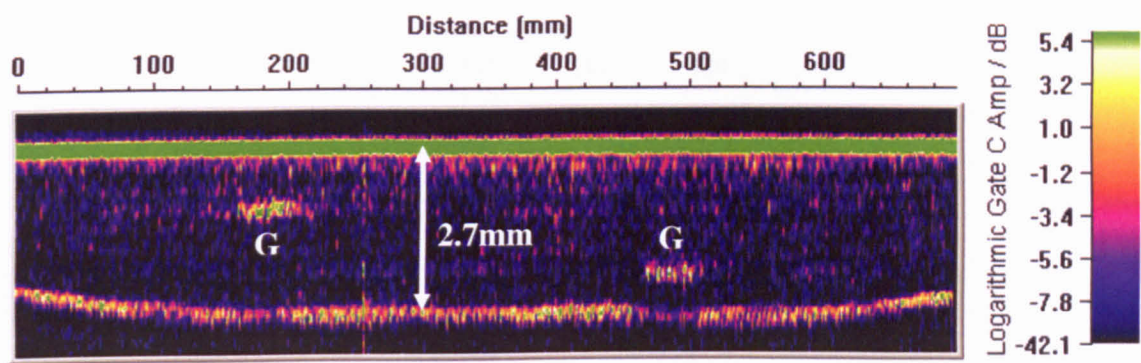 Distance (mm)
0 100 200 300 400 500 600
G
2.7mm
G
Logarithmic Gate C Amp / dB
5.4
3.2
1.0
-1.2
-3.4
-5.6
-7.8
-42.1